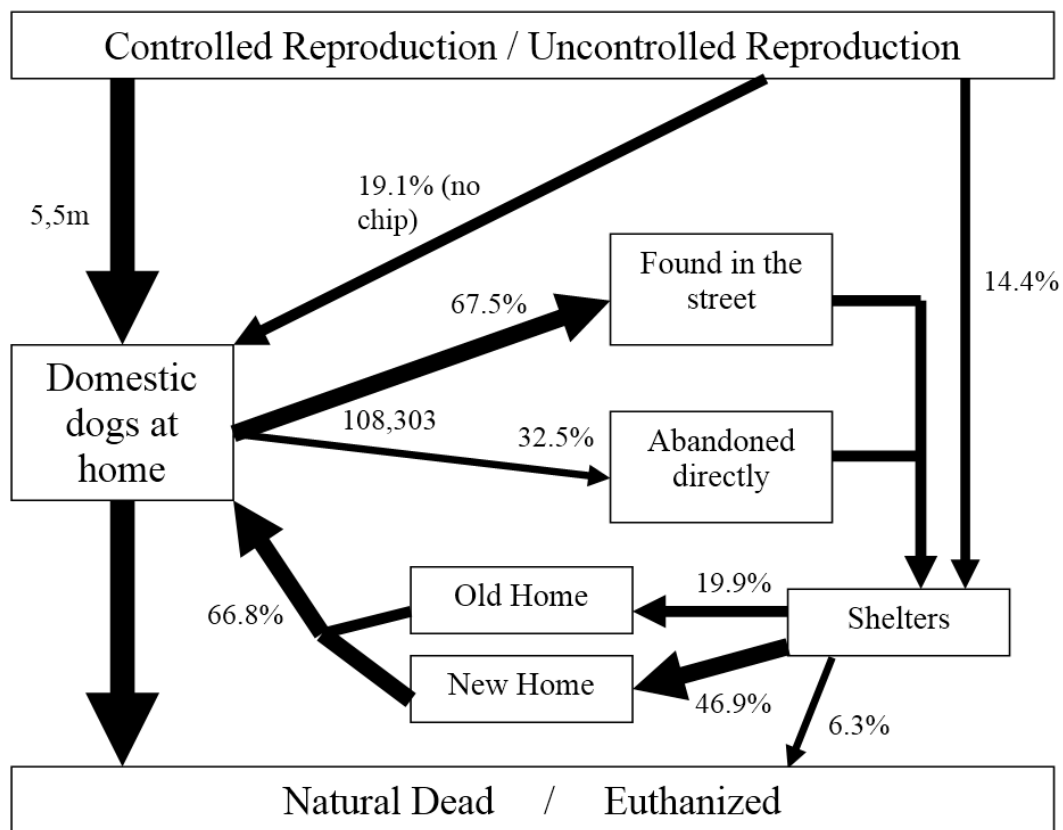 Controlled Reproduction / Uncontrolled Reproduction
19.1% (no
chip)
5,5m
Found in the
street
14.4%
67.5%
Domestic
dogs at
home
108,303
32.5%
Abandoned
directly
Old Home
19.9%
Shelters
66.8%
New Home
46.9%
6.3%
Natural Dead / Euthanized